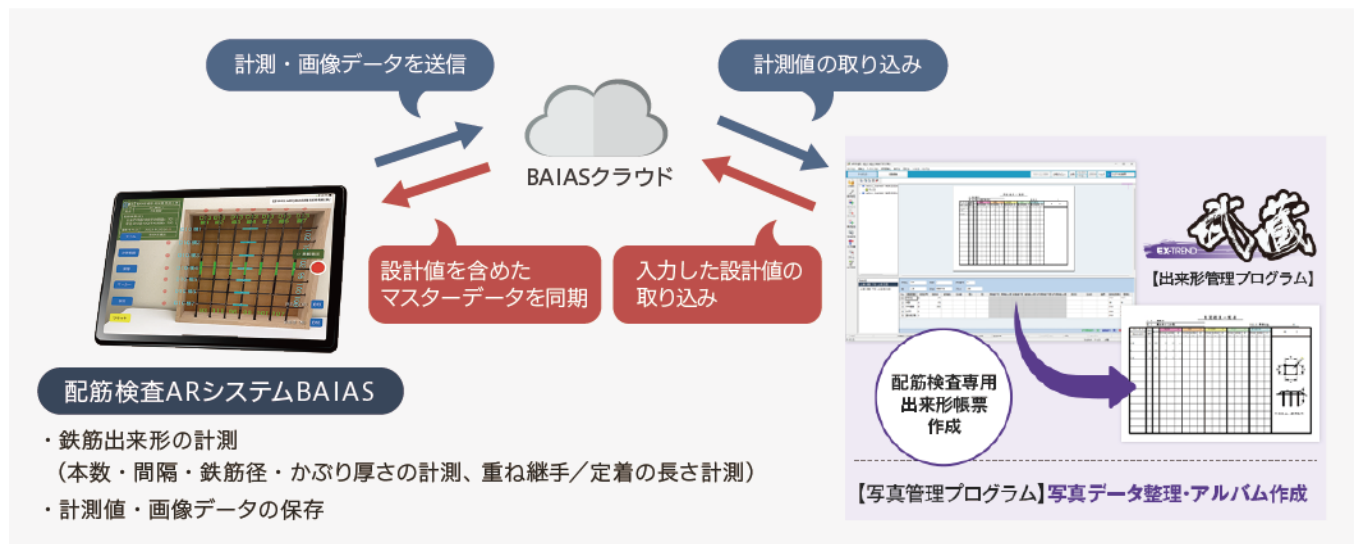 計測・画像データを送信
計測値の取り込み
BAIASクラウド
設計値を含めた
マスターデータを同期
入力した設計値の
取り込み
EX-TREND
武蔵
【出来形管理プログラム】
配筋検査専用
出来形帳票
作成
配筋検査ARシステムBAIAS
・鉄筋出来形の計測
（本数・間隔・鉄筋径・かぶり厚さの計測、重ね継手／定着の長さ計測）
・計測値・画像データの保存
【写真管理プログラム】写真データ整理・アルバム作成